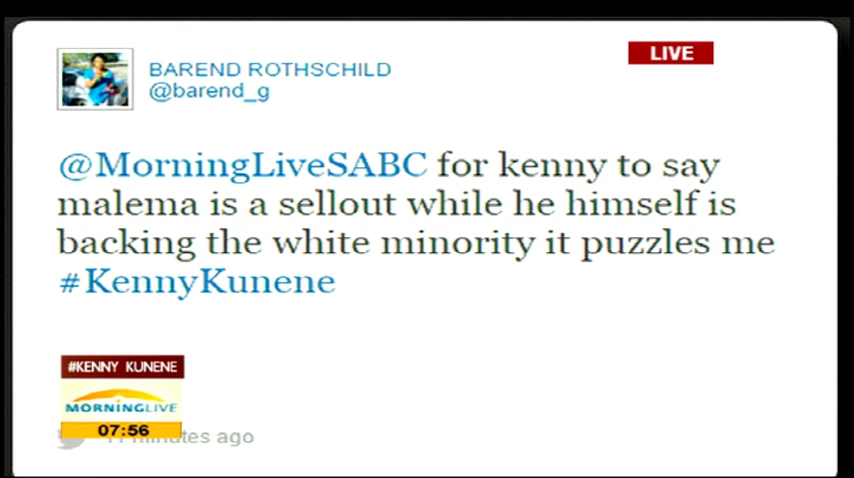 BAREND ROTHSCHILD
LIVE
@barend_g
@MorningLiveSABC for kenny to say
malema is a sellout while he himself is
backing the white minority it puzzles me
#KennyKunene
#KENNY KUNENE
MORNINGLIVE
07:56
minutes ago